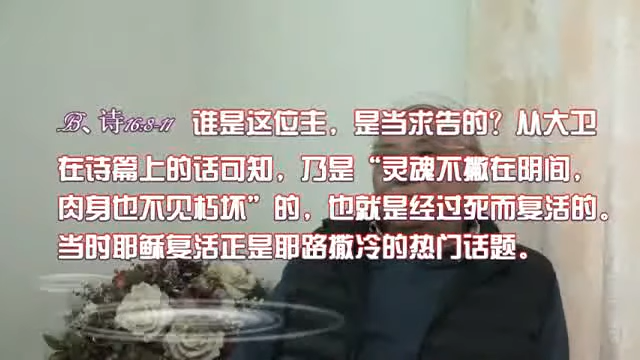 B、诗16:8-11 谁是这位主，是当求告的？从大卫
在诗篇上的话可知，乃是“灵魂不撇在阴间，
肉身也不见朽坏”的，也就是经过死而复活的。
当时耶稣复活正是耶路撒冷的热门话题。